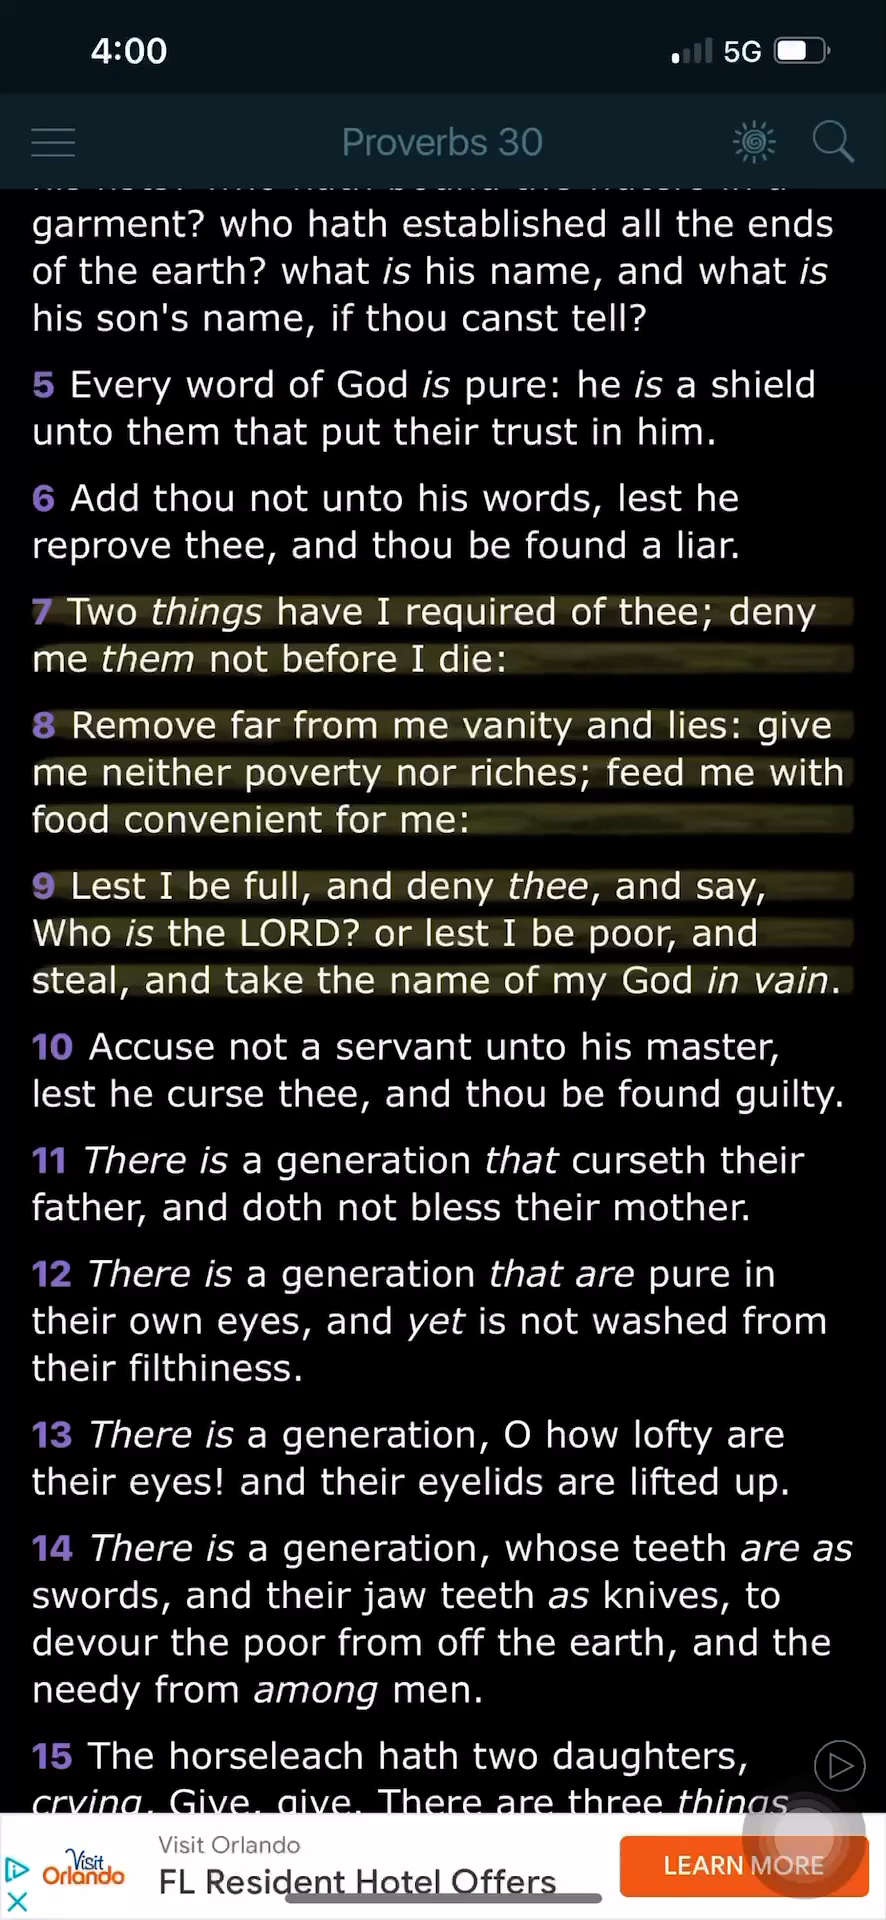 4:00
5G
Proverbs 30
garment? who hath established all the ends
of the earth? what is his name, and what is
his son's name, if thou canst tell?
5 Every word of God is pure: he is a shield
unto them that put their trust in him.
6 Add thou not unto his words, lest he
reprove thee, and thou be found a liar.
7 Two things have I required of thee; deny
me them not before I die:
8 Remove far from me vanity and lies: give
me neither poverty nor riches; feed me with
food convenient for me:
9 Lest I be full, and deny thee, and say,
Who is the LORD? or lest I be poor, and
steal, and take the name of my God in vain.
10 Accuse not a servant unto his master,
lest he curse thee, and thou be found guilty.
11 There is a generation that curseth their
father, and doth not bless their mother.
12 There is a generation that are pure in
their own eyes, and yet is not washed from
their filthiness.
13 There is a generation, O how lofty are
their eyes! and their eyelids are lifted up.
14 There is a generation, whose teeth are as
swords, and their jaw teeth as knives, to
devour the poor from off the earth, and the
needy from among men.
15 The horseleach hath two daughters,
crying, Give, give. There are three things
Visit Orlando
Visit
Orlando
FL Resident Hotel Offers
LEARN MORE